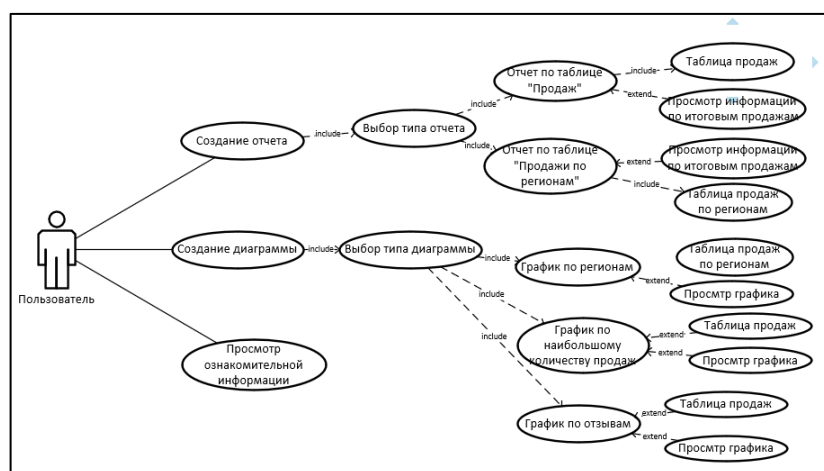 Пользователь
Создание отчета
include
Выбор типа отчета
include
Отчет по таблице
"Продаж"
include
Таблица продаж
extend
Просмотр информации
по итоговым продажам
include
Отчет по таблице
"Продажи по
регионам"
extend
Просмотр информации
по итоговым продажам
include
Таблица продаж
по регионам
Создание диаграммы
include
Выбор типа диаграммы
include
График по регионам
Таблица продаж
по регионам
extend
Просмтр графика
include
График по
наибольшому
количеству продаж
extend
Таблица продаж
extend
Просмтр графика
include
График по отзывам
extend
Таблица продаж
extend
Просмтр графика
Просмотр
ознакомительной
информации